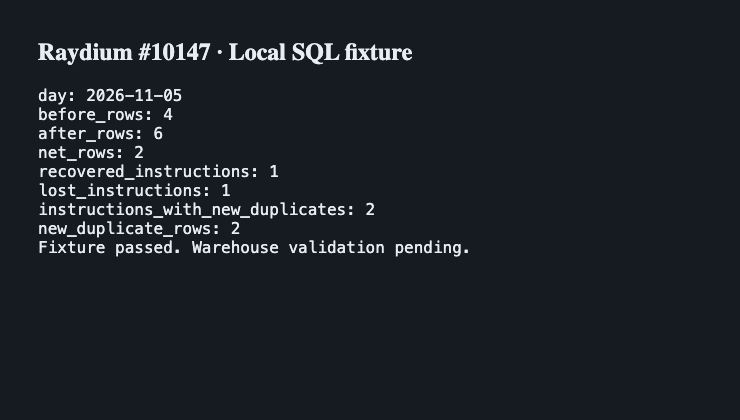 Raydium #10147 · Local SQL fixture
day: 2026-11-05
before_rows: 4
after_rows: 6
net_rows: 2
recovered_instructions: 1
lost_instructions: 1
instructions_with_new_duplicates: 2
new_duplicate_rows: 2
Fixture passed. Warehouse validation pending.